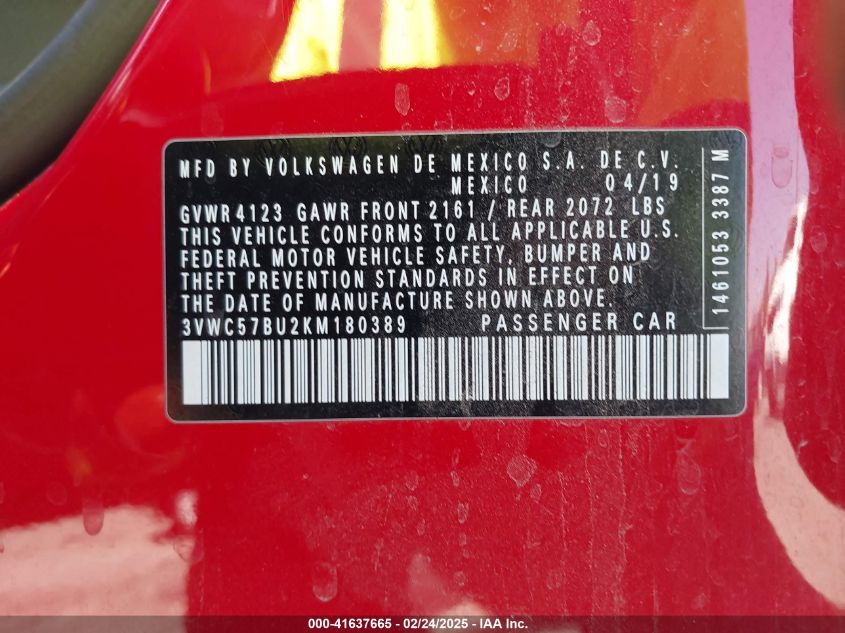 MFD BY VOLKSWAGEN DE MEXICO S.A. DE C.V.
MEXICO 04/19
GVWR 4123 GAWR FRONT 2161 / REAR 2072 LBS
THIS VEHICLE CONFORMS TO ALL APPLICABLE U.S.
FEDERAL MOTOR VEHICLE SAFETY, BUMPER AND
THEFT PREVENTION STANDARDS IN EFFECT ON
THE DATE OF MANUFACTURE SHOWN ABOVE.
3VWC57BU2KM180389 PASSENGER CAR
1461053 3387 M
000-41637665 - 02/24/2025 - IAA Inc.